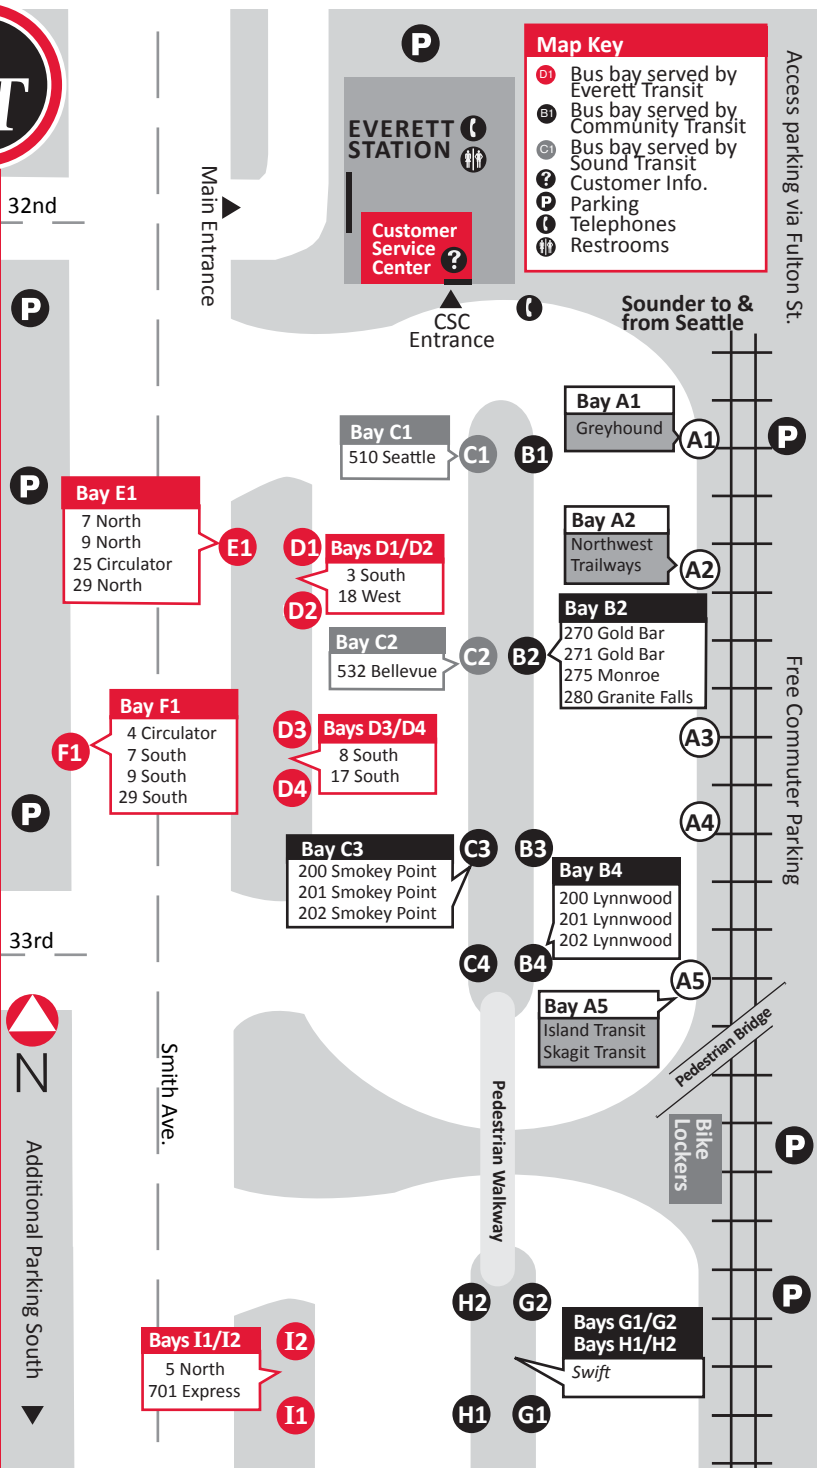 T
P
Map Key
D1 Bus bay served by
Everett Transit
B1 Bus bay served by
Community Transit
C1 Bus bay served by
Sound Transit
? Customer Info.
P Parking
Telephones
Restrooms
EVERETT
STATION
Customer
Service
Center ?
CSC
Entrance
Main Entrance
32nd
Access parking via Fulton St.
Sounder to &
from Seattle
P
P
P
P
Bay A1
Greyhound
A1
Bay C1
510 Seattle
C1
B1
Bay E1
7 North
9 North
25 Circulator
29 North
E1
D1
D2
Bays D1/D2
3 South
18 West
Bay A2
Northwest
Trailways
A2
Bay C2
532 Bellevue
C2
B2
Bay B2
270 Gold Bar
271 Gold Bar
275 Monroe
280 Granite Falls
Free Commuter Parking
Bay F1
4 Circulator
7 South
9 South
29 South
F1
D3
D4
Bays D3/D4
8 South
17 South
A3
A4
Bay C3
200 Smokey Point
201 Smokey Point
202 Smokey Point
C3
B3
Bay B4
200 Lynnwood
201 Lynnwood
202 Lynnwood
C4
B4
33rd
A5
Bay A5
Island Transit
Skagit Transit
Pedestrian Bridge
N
Smith Ave.
Pedestrian Walkway
Bike
Lockers
P
Additional Parking South
P
H2
G2
Bays G1/G2
Bays H1/H2
Swift
Bays I1/I2
5 North
701 Express
I2
I1
H1
G1